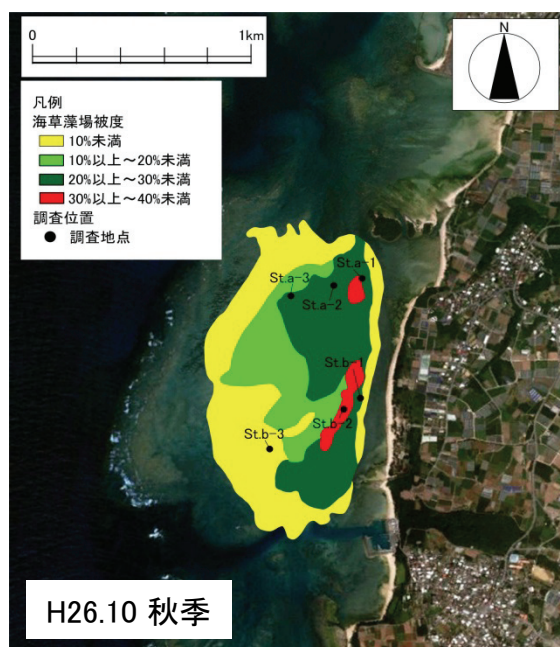 0 1km
N
凡例
海草藻場被度
10%未満
10%以上～20%未満
20%以上～30%未満
30%以上～40%未満
調査位置
調査地点
St.a-1
St.a-3
St.a-2
St.b-1
St.b-2
St.b-3
H26.10 秋季